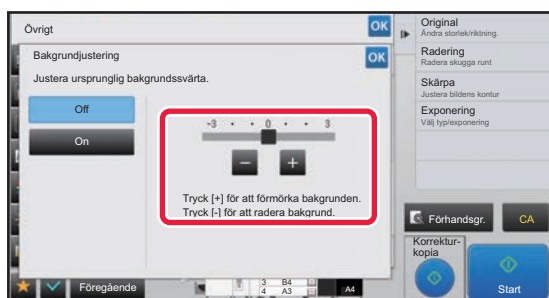 Övrigt
OK
Bakgrundjustering
OK
Justera ursprunglig bakgrundssvärta.
Off
On
-3 0 3
- +
Tryck [+] för att förmörka bakgrunden.
Tryck [-] för att radera bakgrund.
Föregående
3 B4
4 A3
A4
Original
Ändra storlek/riktning.
Radering
Radera skugga runt
Skärpa
Justera bildens kontur
Exponering
Välj typ/exponering
Förhandsgr.
CA
Korrektur-
kopia
Start